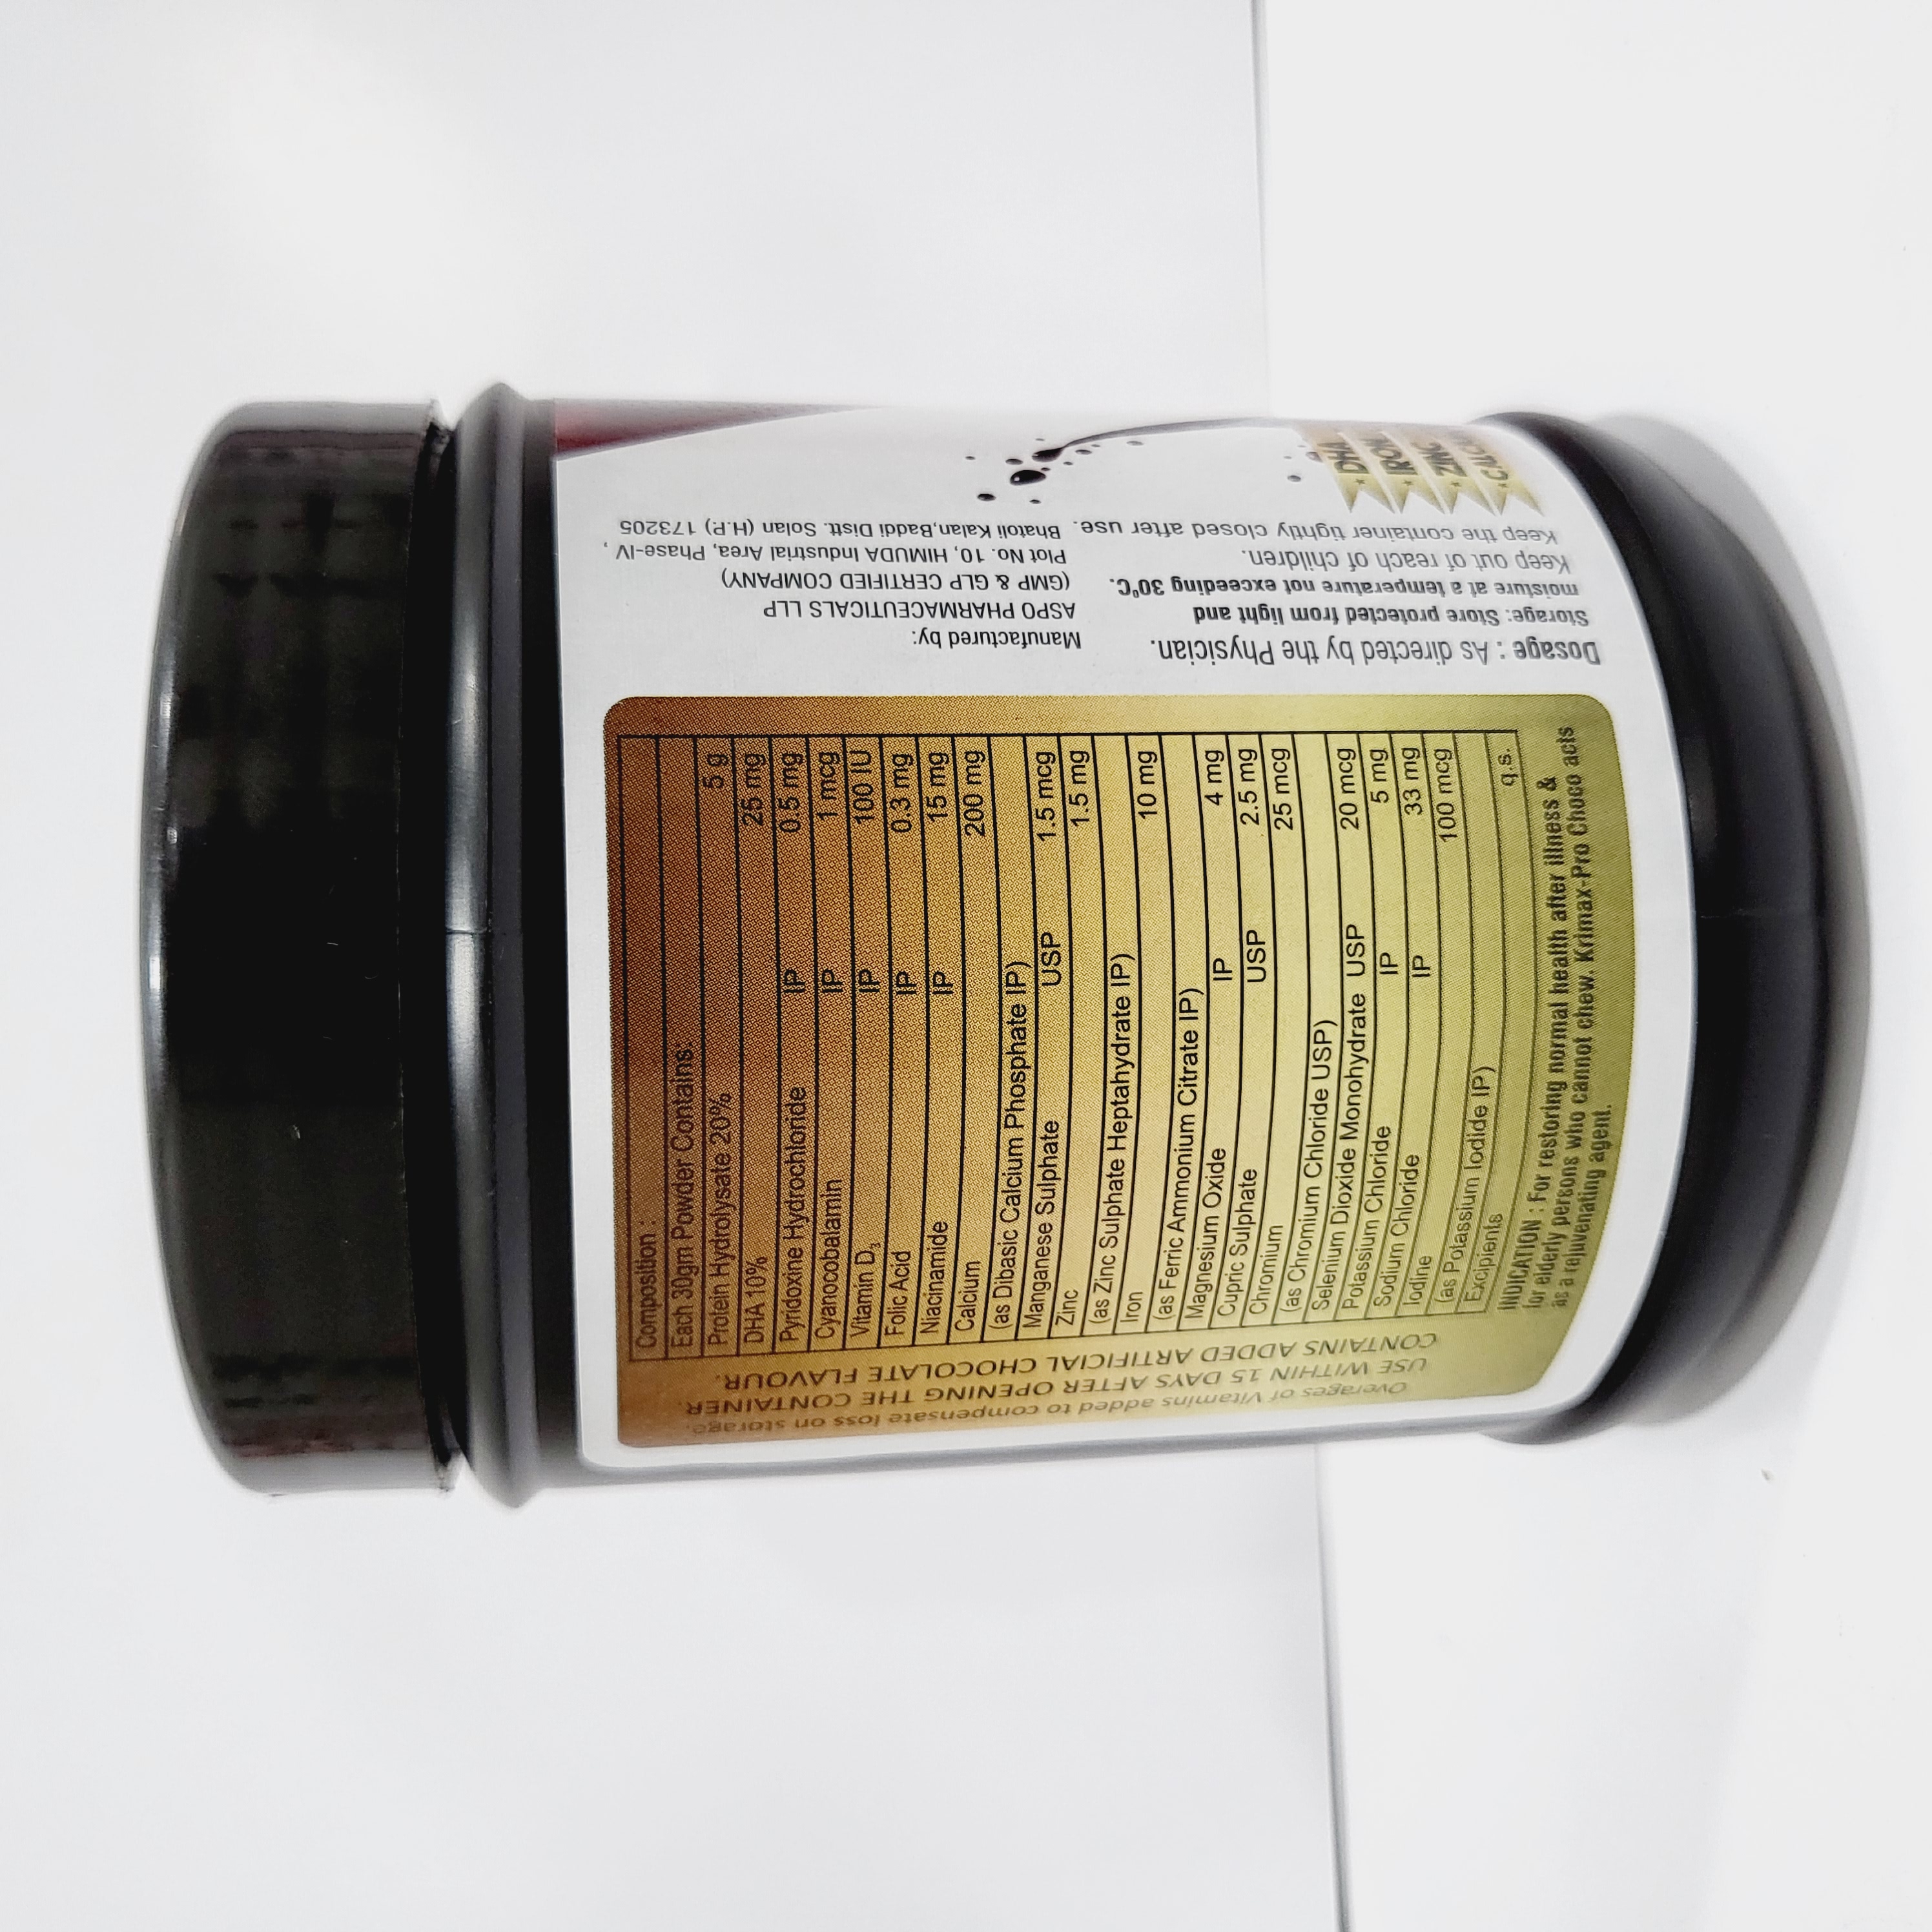 Overages of Vitamins added to compensate loss on storage.
USE WITHIN 15 DAYS AFTER OPENING THE CONTAINER.
CONTAINS ADDED ARTIFICIAL CHOCOLATE FLAVOUR.
Composition :
Each 30gm Powder Contains:
Protein Hydrolysate 20% 5 g
DHA 10% 25 mg
Pyridoxine Hydrochloride IP 0.5 mg
Cyanocobalamin IP 1 mcg
Vitamin D₃ IP 100 IU
Folic Acid IP 0.3 mg
Niacinamide IP 15 mg
Calcium 200 mg
(as Dibasic Calcium Phosphate IP)
Manganese Sulphate USP 1.5 mcg
Zinc 1.5 mg
(as Zinc Sulphate Heptahydrate IP)
Iron 10 mg
(as Ferric Ammonium Citrate IP)
Magnesium Oxide IP 4 mg
Cupric Sulphate USP 2.5 mg
Chromium 25 mcg
(as Chromium Chloride USP)
Selenium Dioxide Monohydrate USP 20 mcg
Potassium Chloride IP 5 mg
Sodium Chloride IP 33 mg
Iodine 100 mcg
(as Potassium Iodide IP)
Excipients q.s.
INDICATION : For restoring normal health after illness &
for elderly persons who cannot chew. Krimax-Pro Choco acts
as a rejuvenating agent.
Dosage : As directed by the Physician.
Storage: Store protected from light and
moisture at a temperature not exceeding 30°C.
Keep out of reach of children.
Keep the container tightly closed after use.
Manufactured by:
ASPO PHARMACEUTICALS LLP
(GMP & GLP CERTIFIED COMPANY)
Plot No. 10, HIMUDA Industrial Area, Phase-IV,
Bhatoli Kalan,Baddi Distt. Solan (H.P.) 173205
DHA
IRON
ZINC